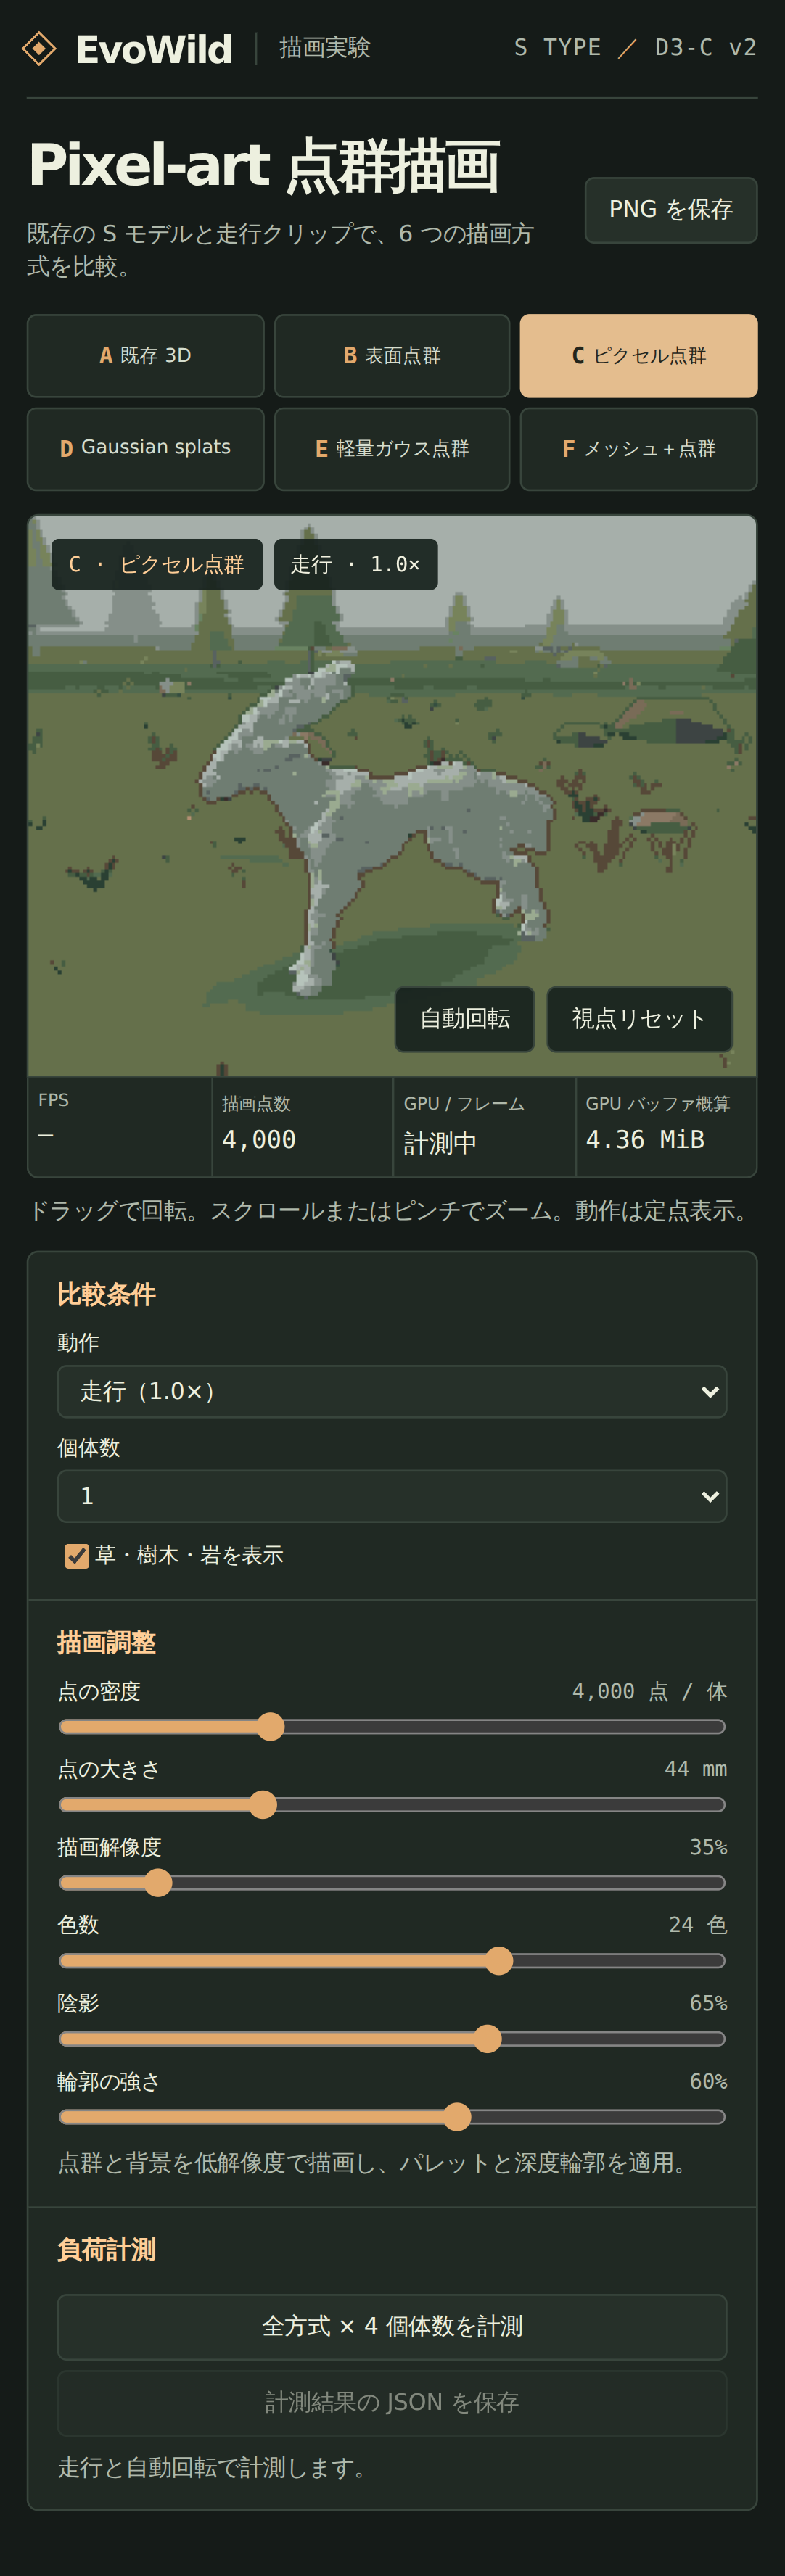 EvoWild
描画実験
S TYPE ／ D3-C v2
Pixel-art 点群描画
PNG を保存
既存の S モデルと走行クリップで、6 つの描画方
式を比較。
A 既存 3D
B 表面点群
C ピクセル点群
D Gaussian splats
E 軽量ガウス点群
F メッシュ＋点群
C · ピクセル点群
走行 · 1.0×
自動回転
視点リセット
FPS
—
描画点数
4,000
GPU / フレーム
計測中
GPU バッファ概算
4.36 MiB
ドラッグで回転。スクロールまたはピンチでズーム。動作は定点表示。
比較条件
動作
走行（1.0×）
個体数
1
草・樹木・岩を表示
描画調整
点の密度
4,000 点 / 体
点の大きさ
44 mm
描画解像度
35%
色数
24 色
陰影
65%
輪郭の強さ
60%
点群と背景を低解像度で描画し、パレットと深度輪郭を適用。
負荷計測
全方式 × 4 個体数を計測
計測結果の JSON を保存
走行と自動回転で計測します。